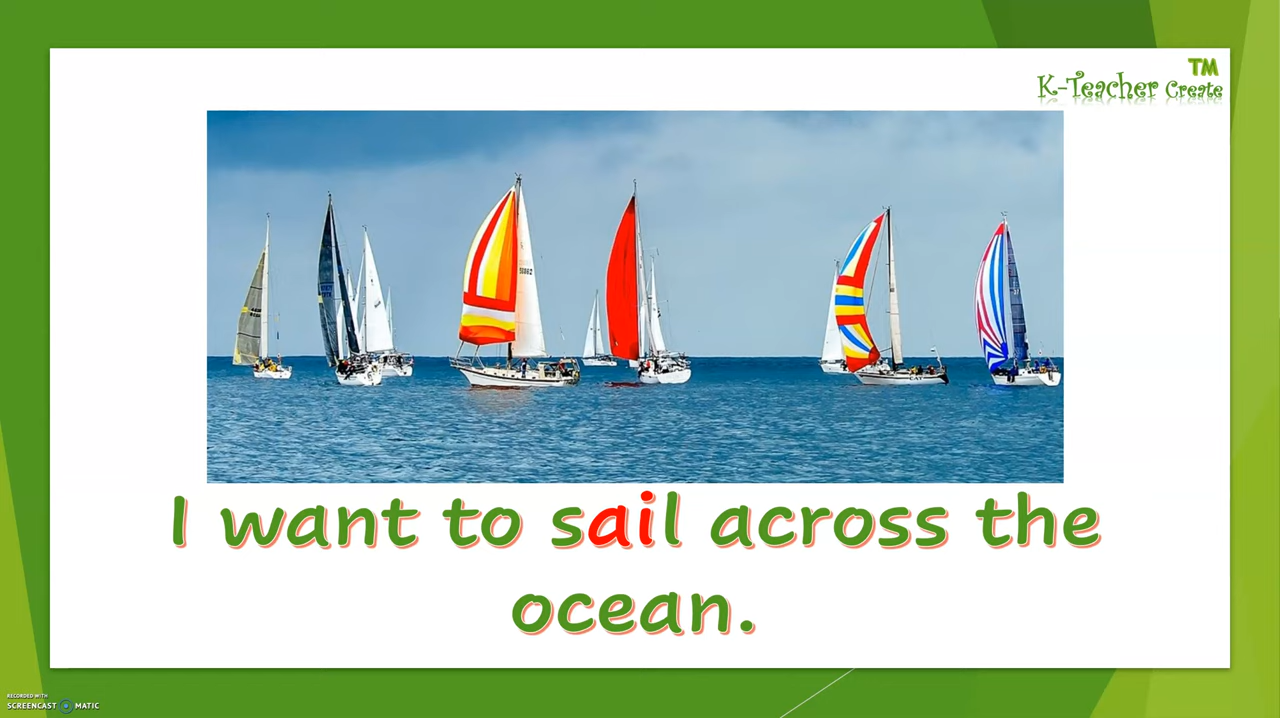 TM
K-Teacher Create
I want to sail across the
ocean.
RECORDED WITH
SCREENCAST MATIC